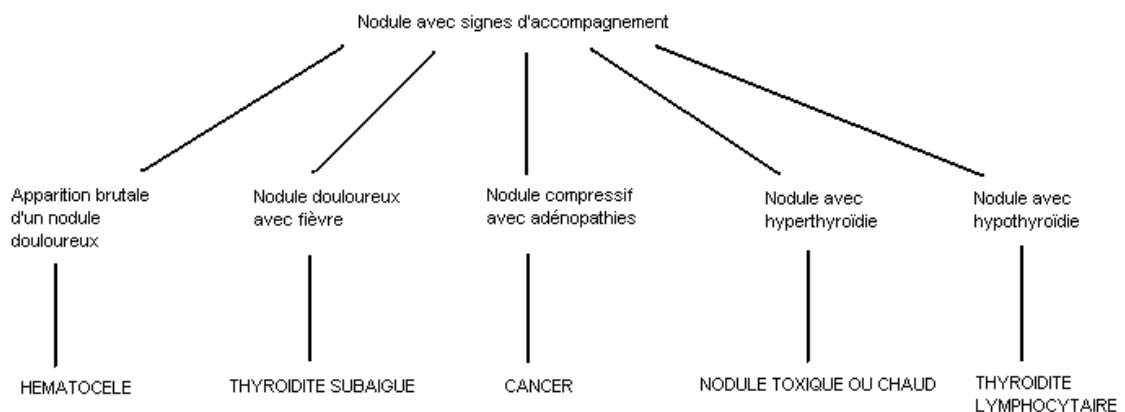 Nodule avec signes d'accompagnement
Apparition brutale
d'un nodule
douloureux
Nodule douloureux
avec fièvre
Nodule compressif
avec adénopathies
Nodule avec
hyperthyroïdie
Nodule avec
hypothyroïdie
HEMATOCELE
THYROIDITE SUBAIGUE
CANCER
NODULE TOXIQUE OU CHAUD
THYROIDITE
LYMPHOCYTAIRE